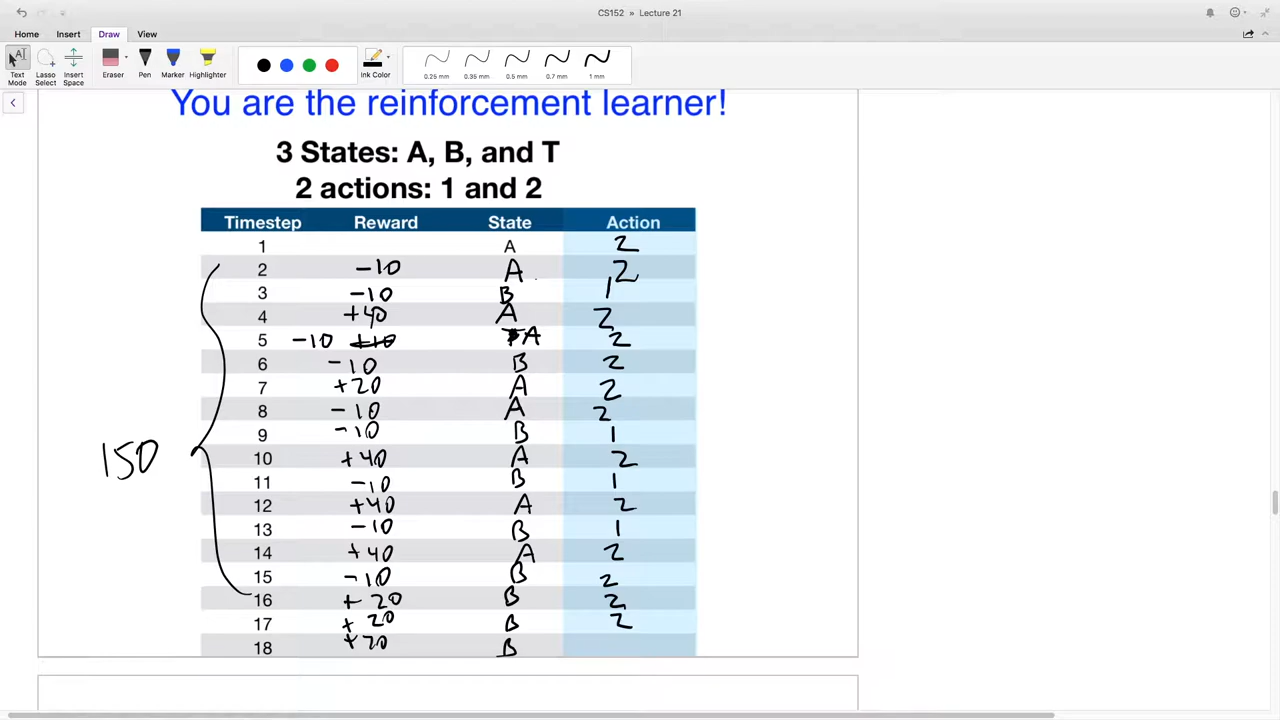 CS152 » Lecture 21
Home Insert Draw View
Text Mode Lasso Select Insert Space Eraser Pen Marker Highlighter Ink Color 0.25 mm 0.35 mm 0.5 mm 0.7 mm 1 mm
You are the reinforcement learner!
3 States: A, B, and T
2 actions: 1 and 2
Timestep Reward State Action
1 A 2
2 -10 A 2
3 -10 B 1
4 +40 A 2
5 -10 +10 A 2
6 -10 B 2
7 +20 A 2
8 -10 A 2
9 -10 B 1
150
10 +40 A 2
11 -10 B 1
12 +40 A 2
13 -10 B 1
14 +40 A 2
15 -10 B 2
16 +20 B 2
17 +20 B 2
18 +20 B